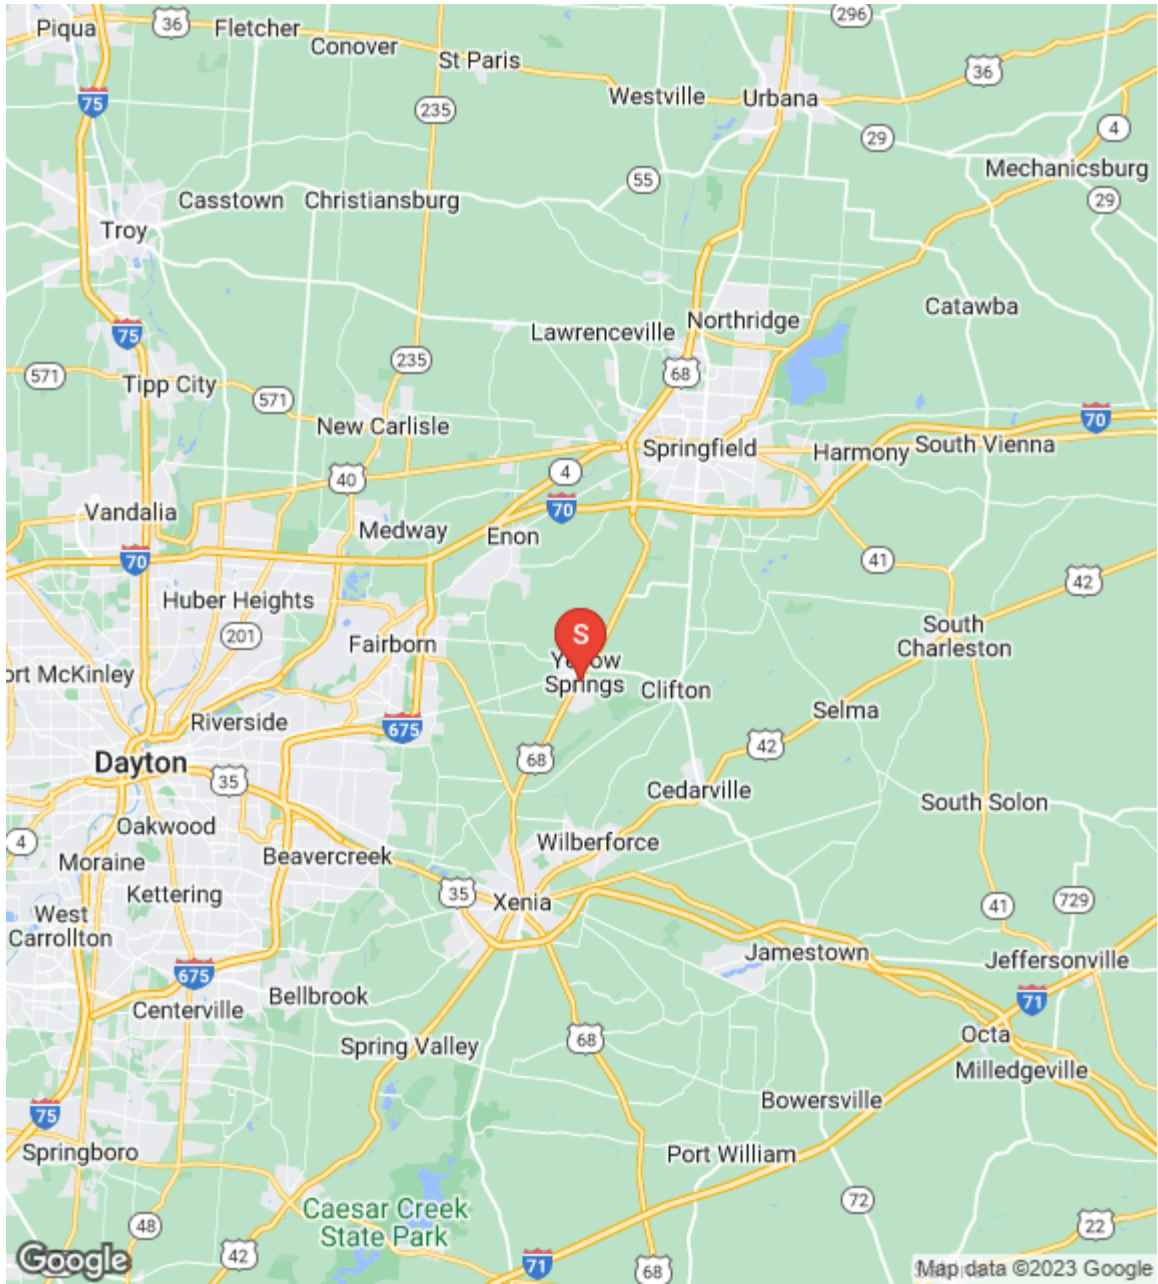 296
Piqua
36
Fletcher
Conover
St Paris
36
Westville
Urbana
75
235
29
4
Mechanicsburg
55
29
Casstown
Christiansburg
Troy
Catawba
Northridge
Lawrenceville
75
235
68
571
Tipp City
571
New Carlisle
70
Springfield
Harmony
South Vienna
40
4
Vandalia
70
Medway
Enon
70
41
42
Huber Heights
201
Fairborn
S
South
Charleston
Yellow
Springs
Clifton
ort McKinley
Selma
Riverside
675
42
68
Dayton
35
Cedarville
South Solon
Oakwood
4
Wilberforce
Moraine
Beavercreek
Kettering
35
Xenia
41
729
West
Carrollton
Jamestown
Jeffersonville
675
Bellbrook
71
Centerville
Octa
68
Spring Valley
Milledgeville
Bowersville
75
Springboro
Port William
72
Caesar Creek
State Park
48
22
42
71
68
Google
Map data ©2023 Google